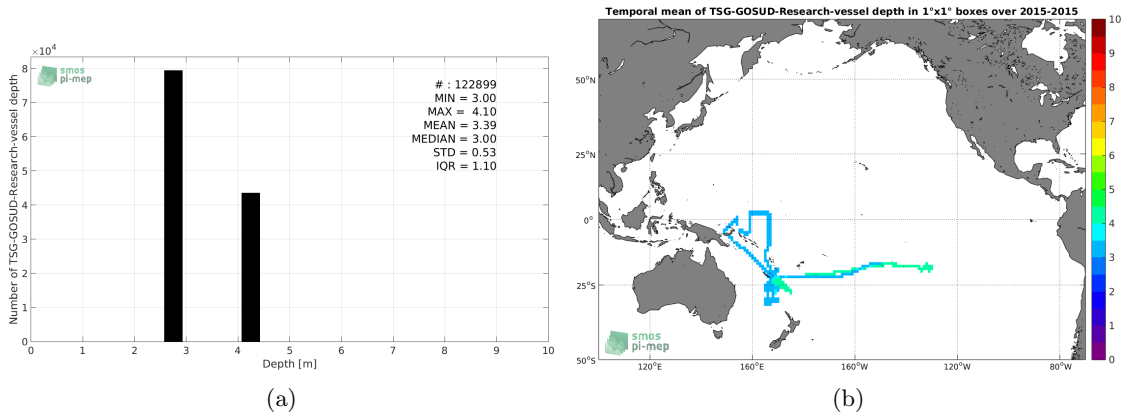 ×10⁴
8
7
6
5
4
3
2
1
0
Number of TSG-GOSUD-Research-vessel depth
smos
pi-mep
# : 122899
MIN = 3.00
MAX = 4.10
MEAN = 3.39
MEDIAN = 3.00
STD = 0.53
IQR = 1.10
0 1 2 3 4 5 6 7 8 9 10
Depth [m]
(a)
Temporal mean of TSG-GOSUD-Research-vessel depth in 1°x1° boxes over 2015-2015
50°N
25°N
0°
25°S
50°S
smos
pi-mep
120°E 160°E 160°W 120°W 80°W
10
9
8
7
6
5
4
3
2
1
0
(b)